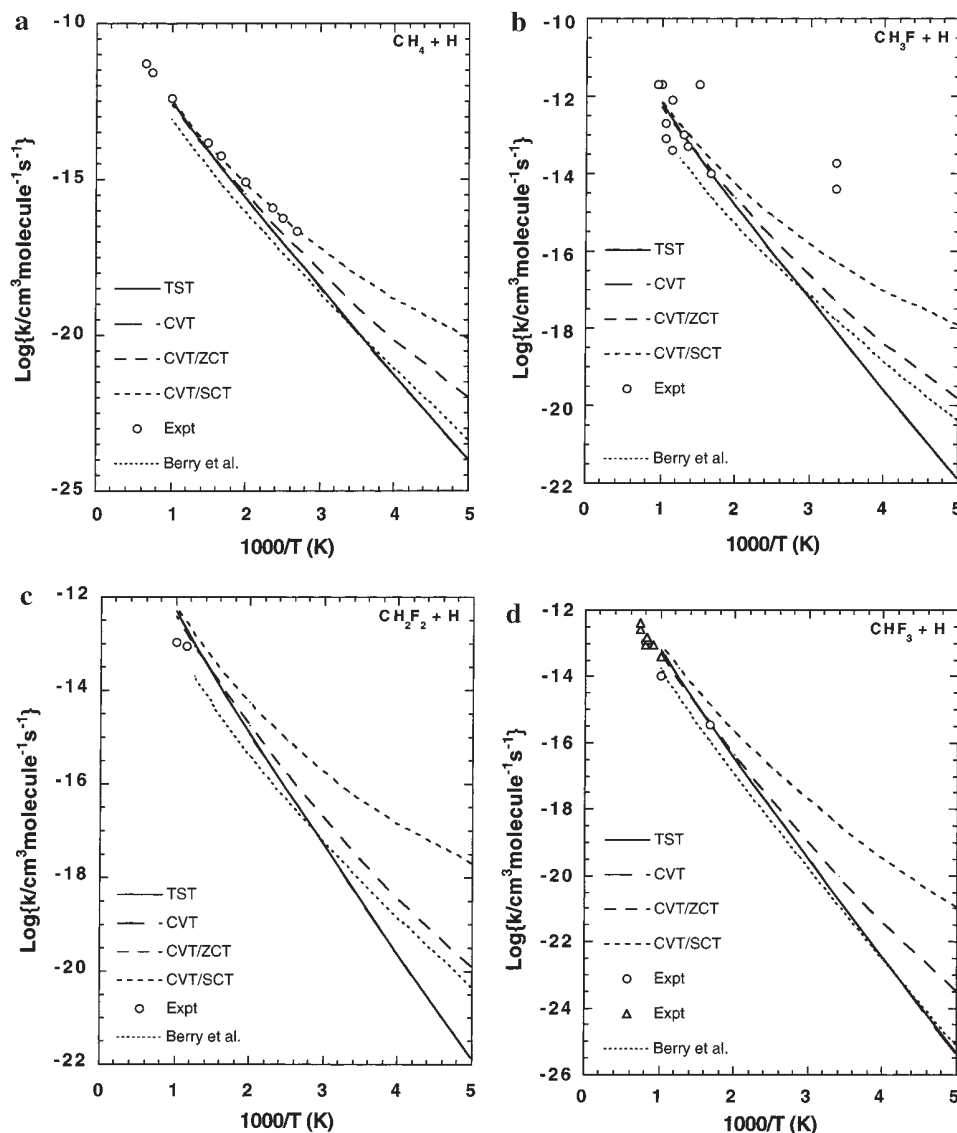 a
CH₄ + H
-10
-15
-20
-25
Log{k/cm³molecule⁻¹s⁻¹}
TST
CVT
CVT/ZCT
CVT/SCT
Expt
Berry et al.
0 1 2 3 4 5
1000/T (K)
b
CH₃F + H
-10
-12
-14
-16
-18
-20
-22
Log{k/cm³molecule⁻¹s⁻¹}
TST
CVT
CVT/ZCT
CVT/SCT
Expt
Berry et al.
0 1 2 3 4 5
1000/T (K)
c
CH₂F₂ + H
-12
-14
-16
-18
-20
-22
Log{k/cm³molecule⁻¹s⁻¹}
TST
CVT
CVT/ZCT
CVT/SCT
Expt
Berry et al.
0 1 2 3 4 5
1000/T (K)
d
CHF₃ + H
-12
-14
-16
-18
-20
-22
-24
-26
Log{k/cm³molecule⁻¹s⁻¹}
TST
CVT
CVT/ZCT
CVT/SCT
Expt
Expt
Berry et al.
0 1 2 3 4 5
1000/T (K)